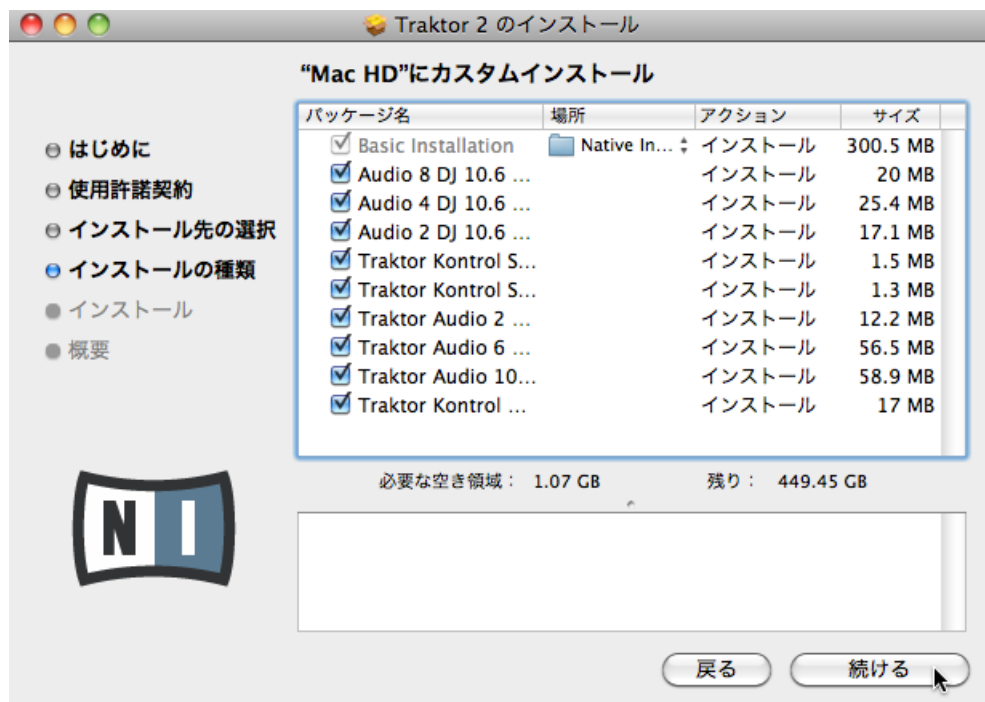 Traktor 2 のインストール
“Mac HD”にカスタムインストール
はじめに
使用許諾契約
インストール先の選択
インストールの種類
インストール
概要
パッケージ名 場所 アクション サイズ
Basic Installation Native In... インストール 300.5 MB
Audio 8 DJ 10.6 ... インストール 20 MB
Audio 4 DJ 10.6 ... インストール 25.4 MB
Audio 2 DJ 10.6 ... インストール 17.1 MB
Traktor Kontrol S... インストール 1.5 MB
Traktor Kontrol S... インストール 1.3 MB
Traktor Audio 2 ... インストール 12.2 MB
Traktor Audio 6 ... インストール 56.5 MB
Traktor Audio 10... インストール 58.9 MB
Traktor Kontrol ... インストール 17 MB
必要な空き領域： 1.07 GB 残り： 449.45 GB
NI
戻る 続ける